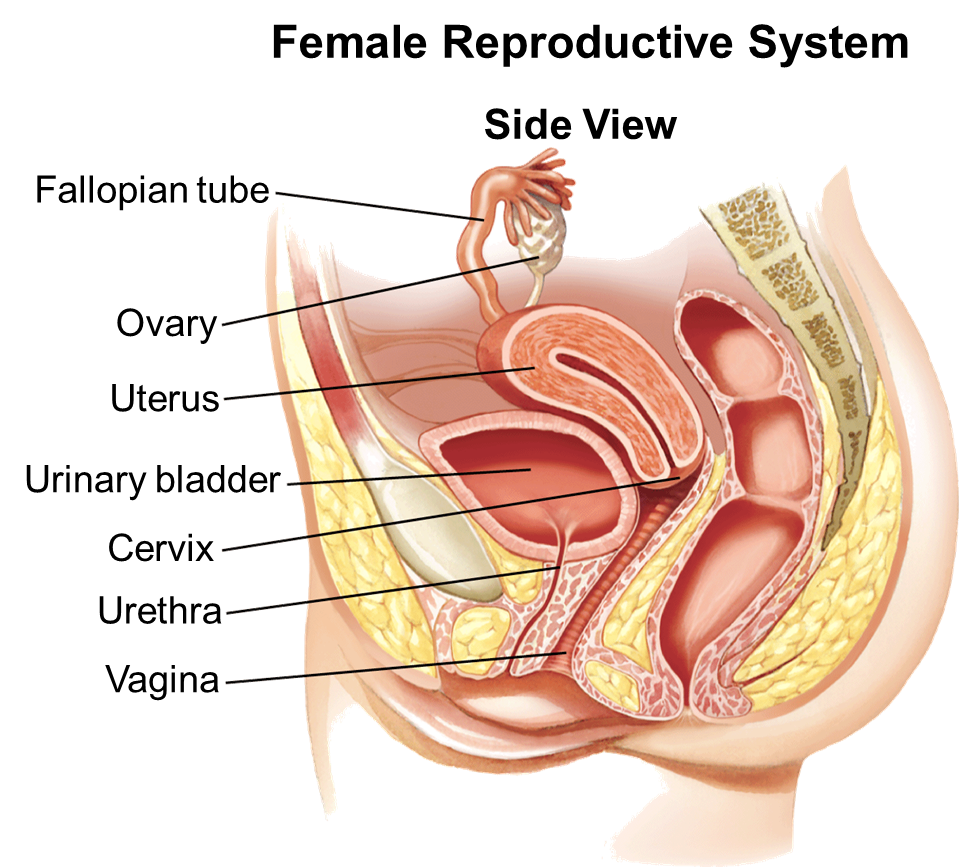 Female Reproductive System
Side View
Fallopian tube
Ovary
Uterus
Urinary bladder
Cervix
Urethra
Vagina